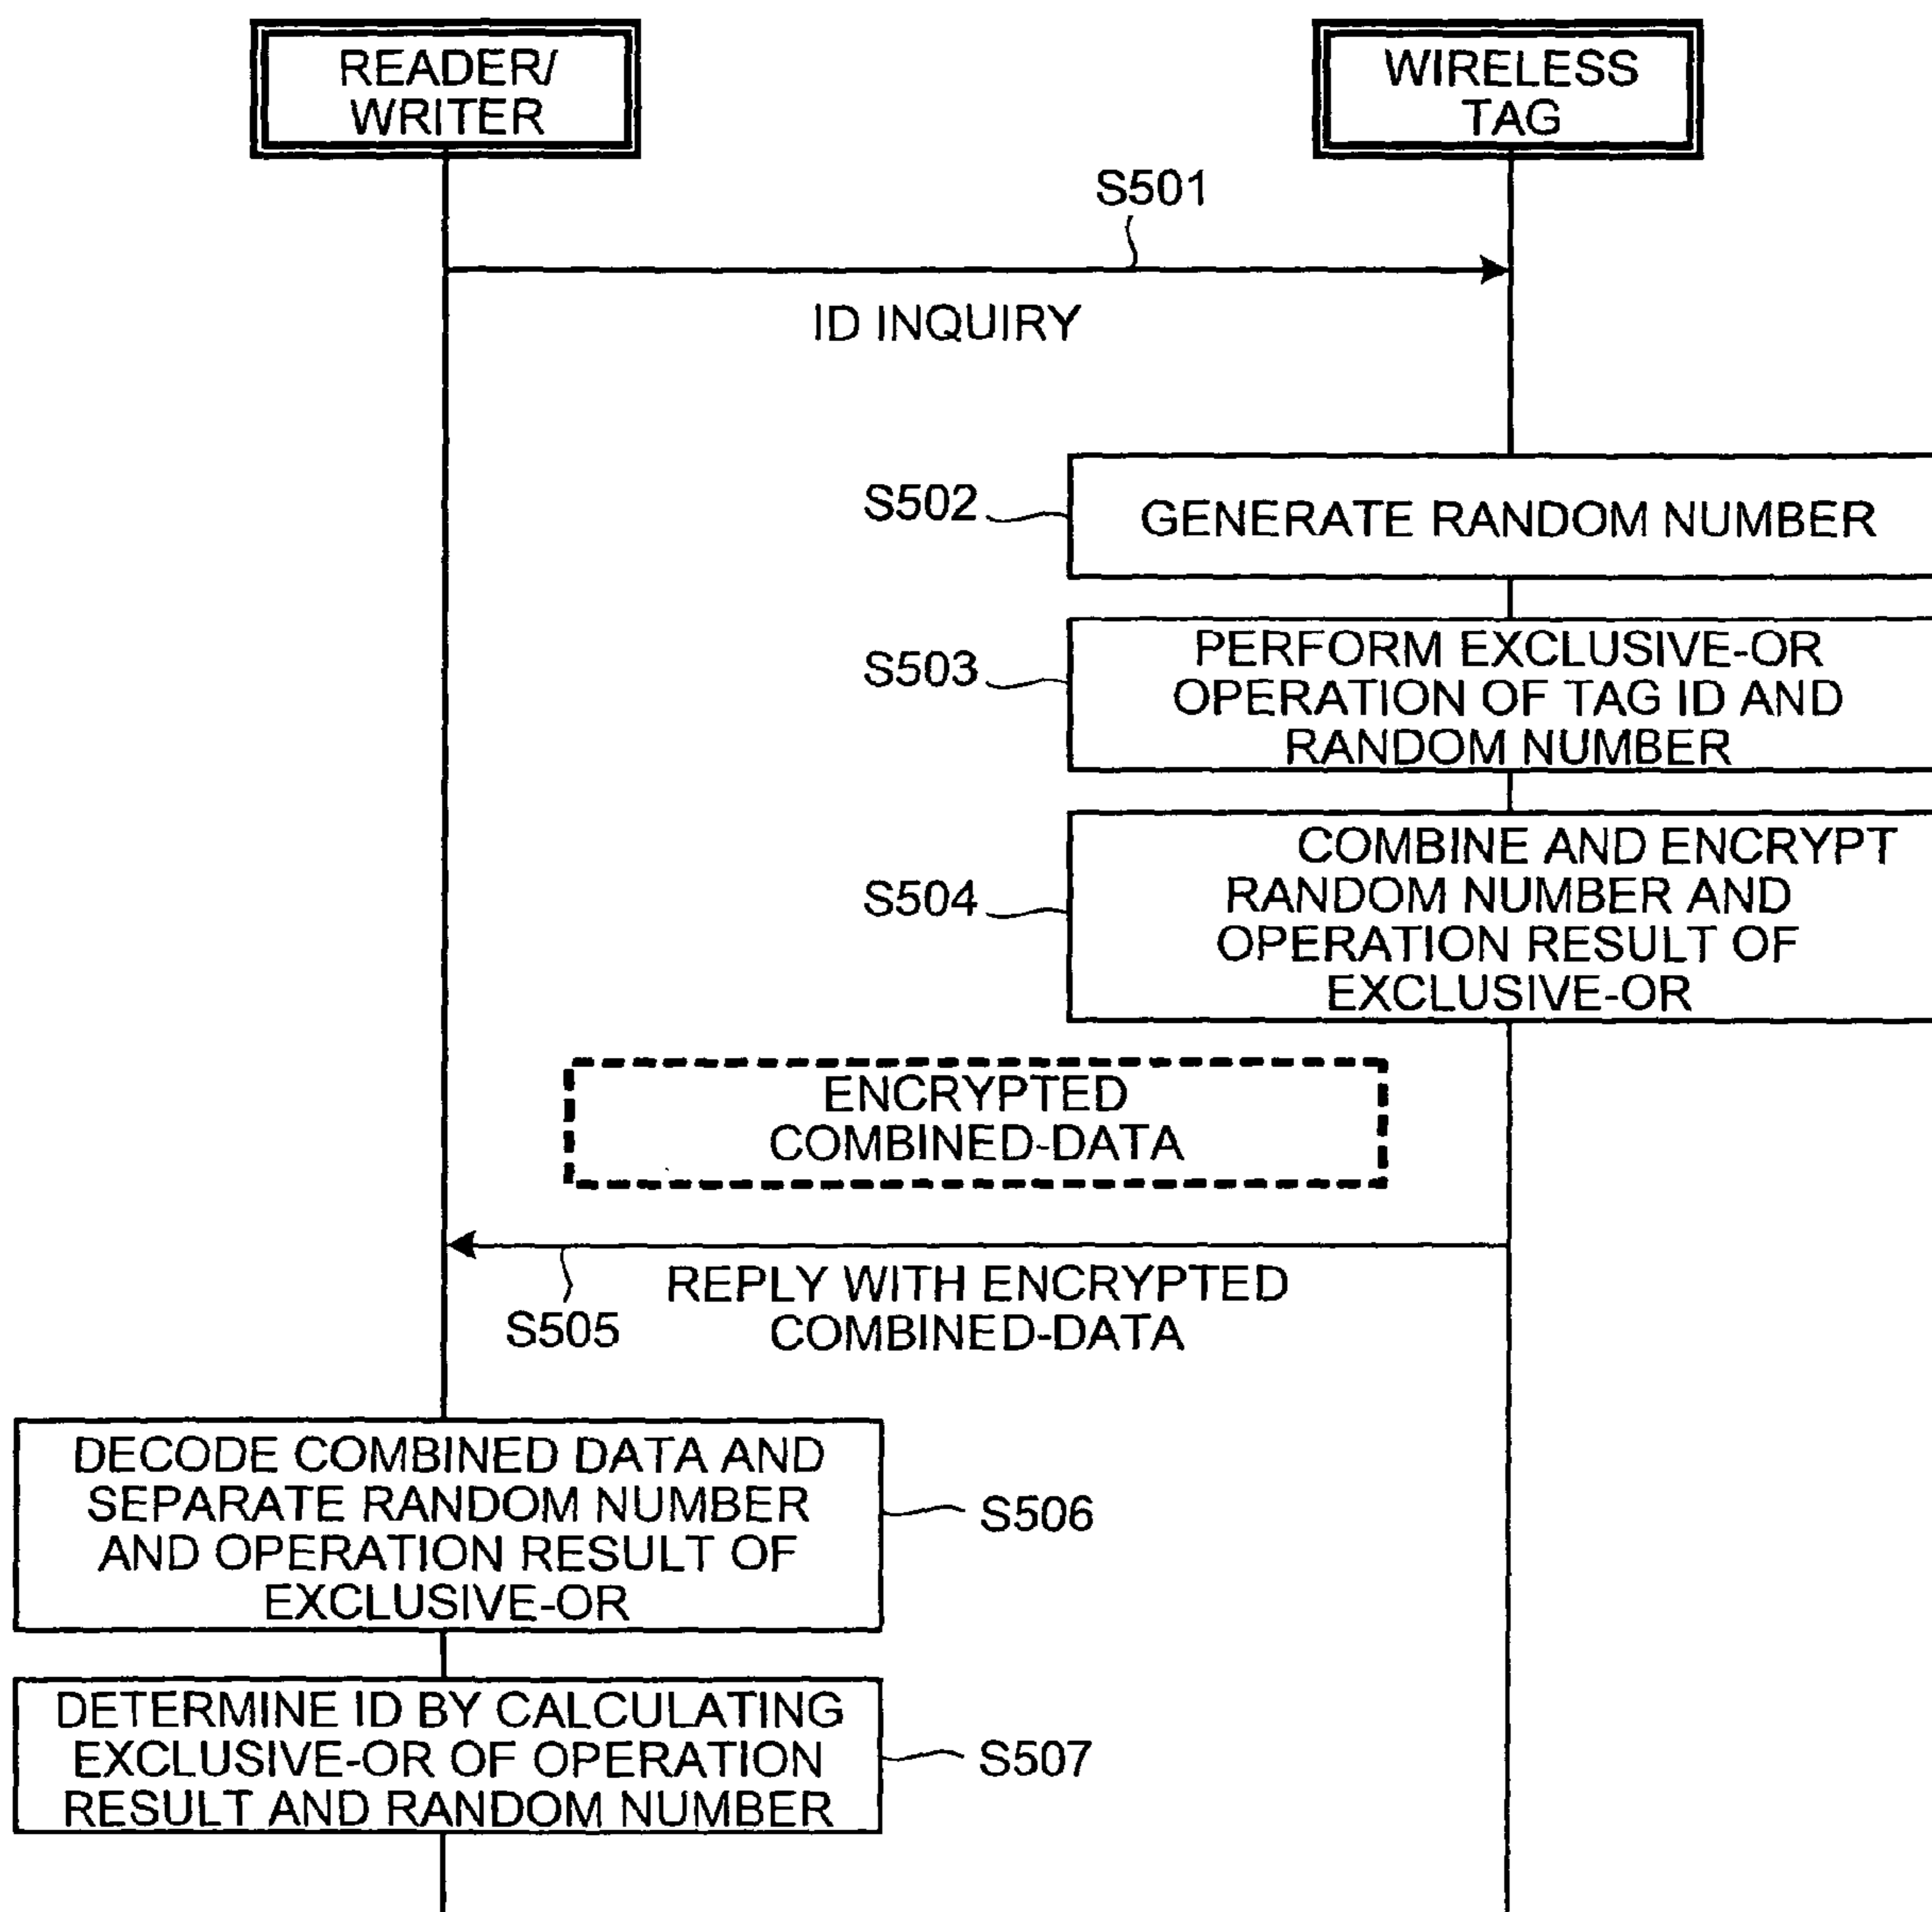 READER/
WRITER
WIRELESS
TAG
S501
ID INQUIRY
S502
GENERATE RANDOM NUMBER
S503
PERFORM EXCLUSIVE-OR
OPERATION OF TAG ID AND
RANDOM NUMBER
S504
COMBINE AND ENCRYPT
RANDOM NUMBER AND
OPERATION RESULT OF
EXCLUSIVE-OR
ENCRYPTED
COMBINED-DATA
REPLY WITH ENCRYPTED
COMBINED-DATA
S505
DECODE COMBINED DATA AND
SEPARATE RANDOM NUMBER
AND OPERATION RESULT OF
EXCLUSIVE-OR
S506
DETERMINE ID BY CALCULATING
EXCLUSIVE-OR OF OPERATION
RESULT AND RANDOM NUMBER
S507